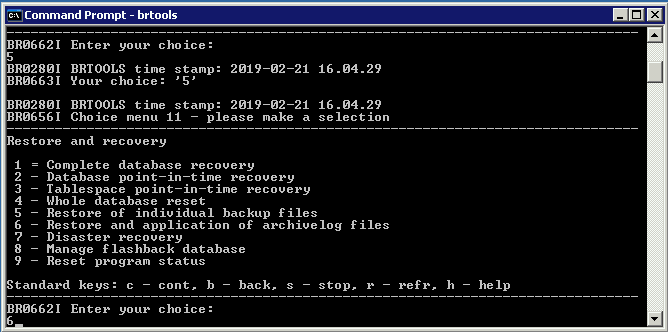 Command Prompt - brtools
BR0662I Enter your choice:
5
BR0280I BRTOOLS time stamp: 2019-02-21 16.04.29
BR0663I Your choice: '5'
BR0280I BRTOOLS time stamp: 2019-02-21 16.04.29
BR0656I Choice menu 11 - please make a selection
Restore and recovery
1 = Complete database recovery
2 - Database point-in-time recovery
3 - Tablespace point-in-time recovery
4 - Whole database reset
5 - Restore of individual backup files
6 - Restore and application of archivelog files
7 - Disaster recovery
8 - Manage flashback database
9 - Reset program status
Standard keys: c - cont, b - back, s - stop, r - refr, h - help
BR0662I Enter your choice:
6_